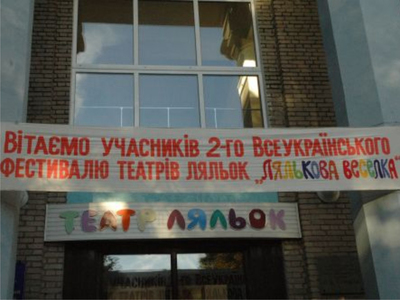 Вітаємо учасників 2-го Всеукраїнського
фестивалю театрів ляльок „Лялькова веселка"
ТЕАТР ЛЯЛЬОК